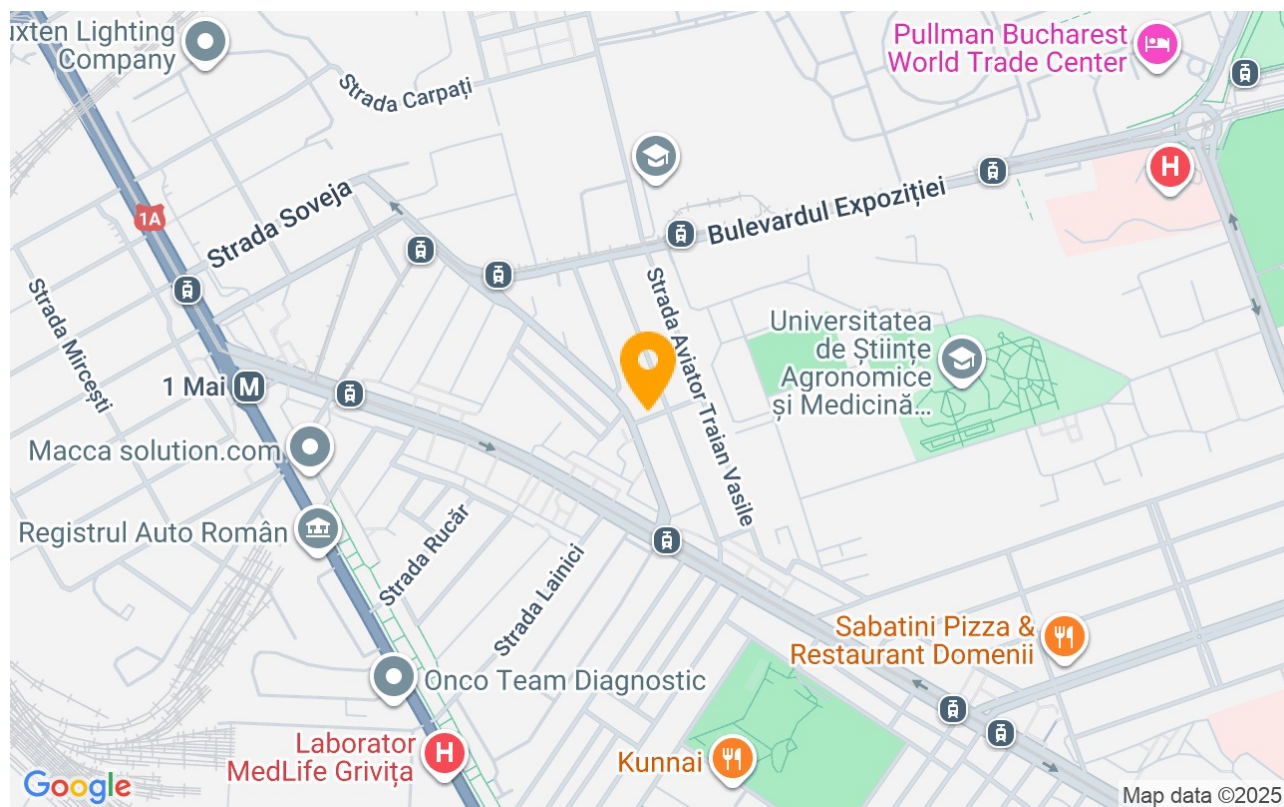 Lighting
Company
Strada Carpați
Pullman Bucharest
World Trade Center
H
1A
Strada Soveja
Bulevardul Expoziției
Strada Mircești
Strada Aviator Traian Vasile
Universitatea
de Științe
Agronomice
și Medicină...
1 Mai M
Macca solution.com
Registrul Auto Român
Strada Rucăr
Strada Lainici
Sabatini Pizza &
Restaurant Domenii
Onco Team Diagnostic
Laborator
MedLife Grivița
H
Kunnai
Google
Map data ©2025